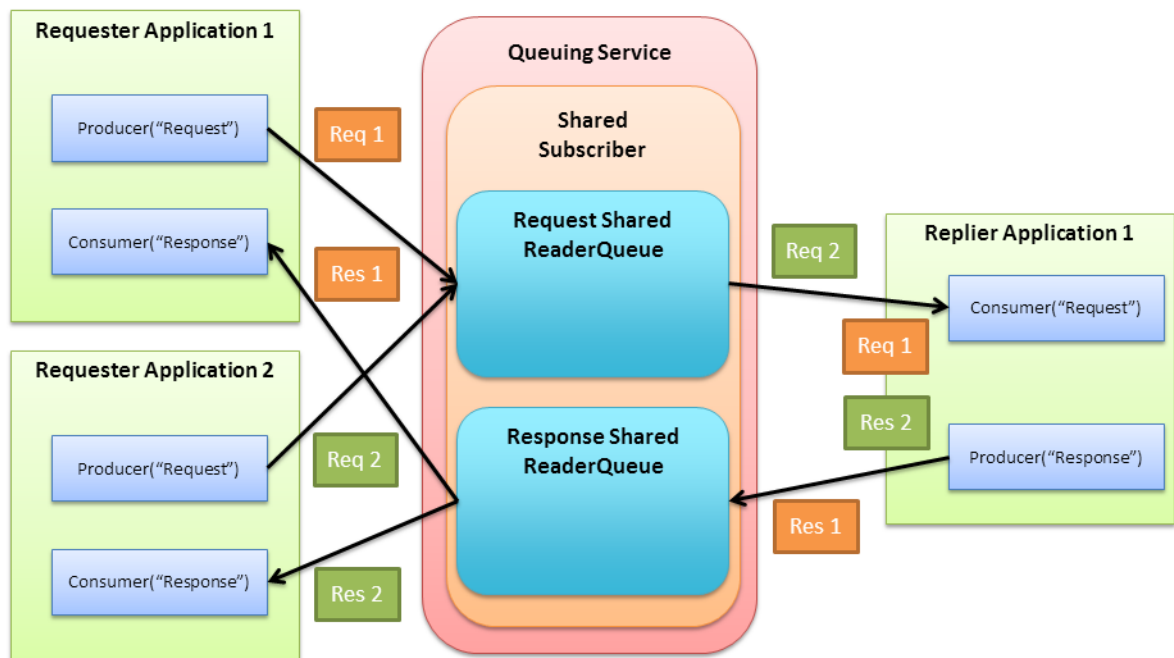 Requester Application 1
Producer(“Request”)
Consumer(“Response”)
Req 1
Res 1
Requester Application 2
Producer(“Request”)
Consumer(“Response”)
Req 2
Res 2
Queuing Service
Shared
Subscriber
Request Shared
ReaderQueue
Response Shared
ReaderQueue
Req 2
Req 1
Res 2
Res 1
Replier Application 1
Consumer(“Request”)
Producer(“Response”)